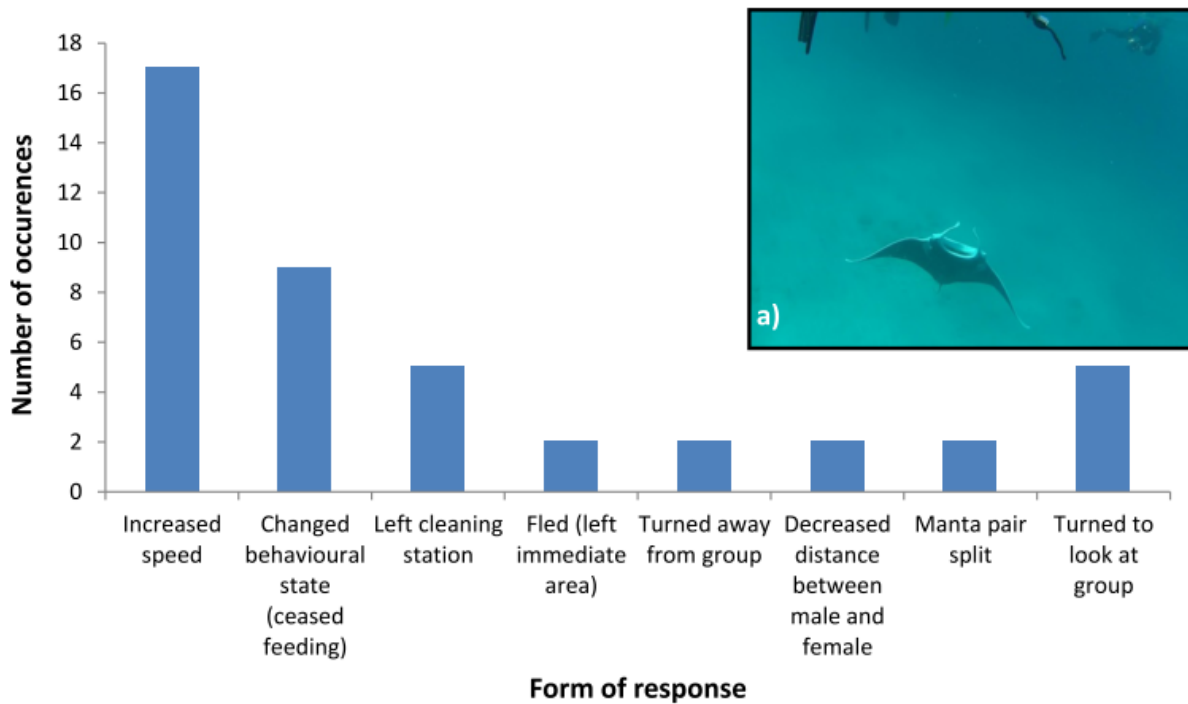 Number of occurences
18
16
14
12
10
8
6
4
2
0
a)
Increased
speed
Changed
behavioural
state
(ceased
feeding)
Left cleaning
station
Fled (left
immediate
area)
Turned away
from group
Decreased
distance
between
male and
female
Manta pair
split
Turned to
look at
group
Form of response